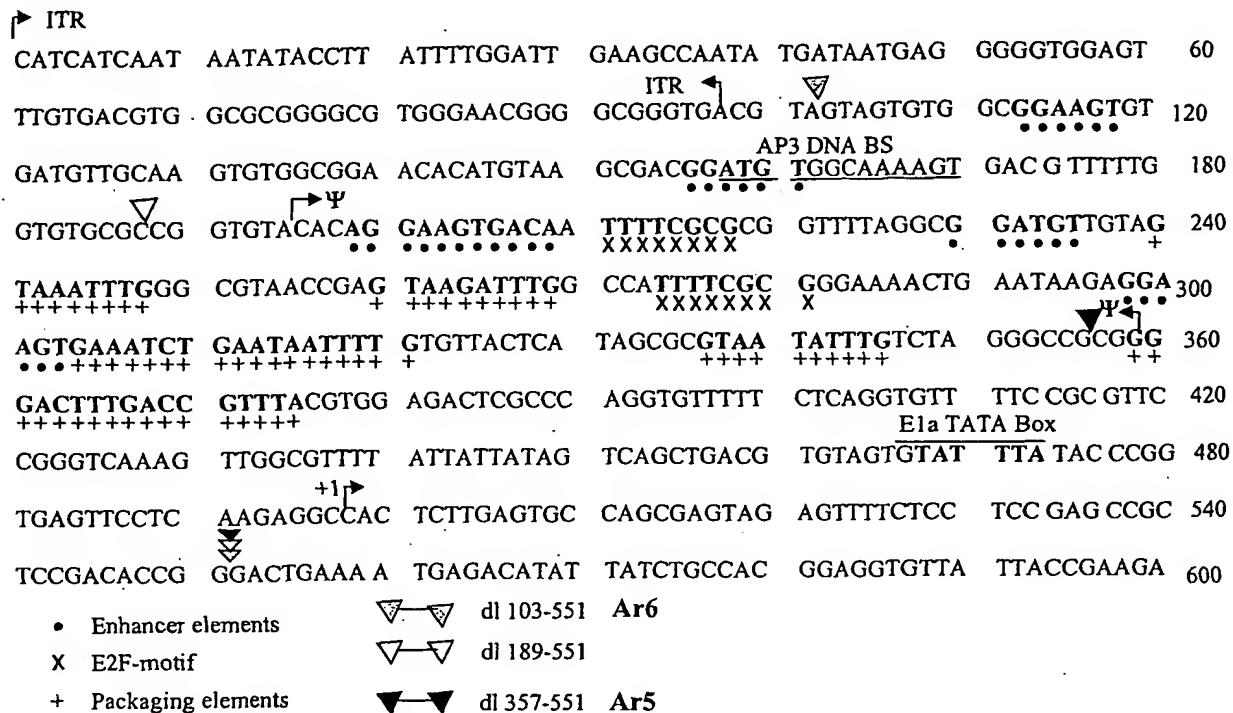 ITR
CATCATCAAT AATATACCTT ATTTTGGATT GAAGCCAATA TGATAATGAG GGGGTGGAGT 60
ITR
TTGTGACGTG GCGCGGGGCG TGGGAACGGG GCGGGTGACG TAGTAGTGTG GCGGAAGTGT 120
• • • • • •
AP3 DNA BS
GATGTTGCAA GTGTGGCGGA ACACATGTAA GCGACGGATG TGGCAAAAGT GAC G TTTTTG 180
• • • • •
Ψ
GTGTGCGCCG GTGTACACAG GAAGTGACAA TTTTCGCGCG GTTTTAGGCG GATGTTGTAG 240
• • • • • • • • • • • XXXXXXXX • • • • • • +
TAAATTTGGG CGTAACCGAG TAAGATTTGG CCATTTTCGC GGGAAAACTG AATAAGAGGA 300
++++++++ + +++++++++ XXXXXXX X • • •
Ψ
AGTGAAATCT GAATAATTTT GTGTTACTCA TAGCGCGTAA TATTTGTCTA GGGCCGCGGG 360
• • • +++++++ ++++++++++ + ++++ ++++++ ++
GACTTTGACC GTTTACGTGG AGACTCGCCC AGGTGTTTTT CTCAGGTGTT TTC CGC GTTC 420
++++++++++ +++++
E1a TATA Box
CGGGTCAAAG TTGGCGTTTT ATTATTATAG TCAGCTGACG TGTAGTGTAT TTA TAC CCGG 480
+1
TGAGTTCCTC AAGAGGCCAC TCTTGAGTGC CAGCGAGTAG AGTTTTCTCC TCC GAG CCGC 540
TCCGACACCG GGACTGAAA A TGAGACATAT TATCTGCCAC GGAGGTGTTA TTACCGAAGA 600
• Enhancer elements dl 103-551 Ar6
X E2F-motif dl 189-551
+ Packaging elements dl 357-551 Ar5